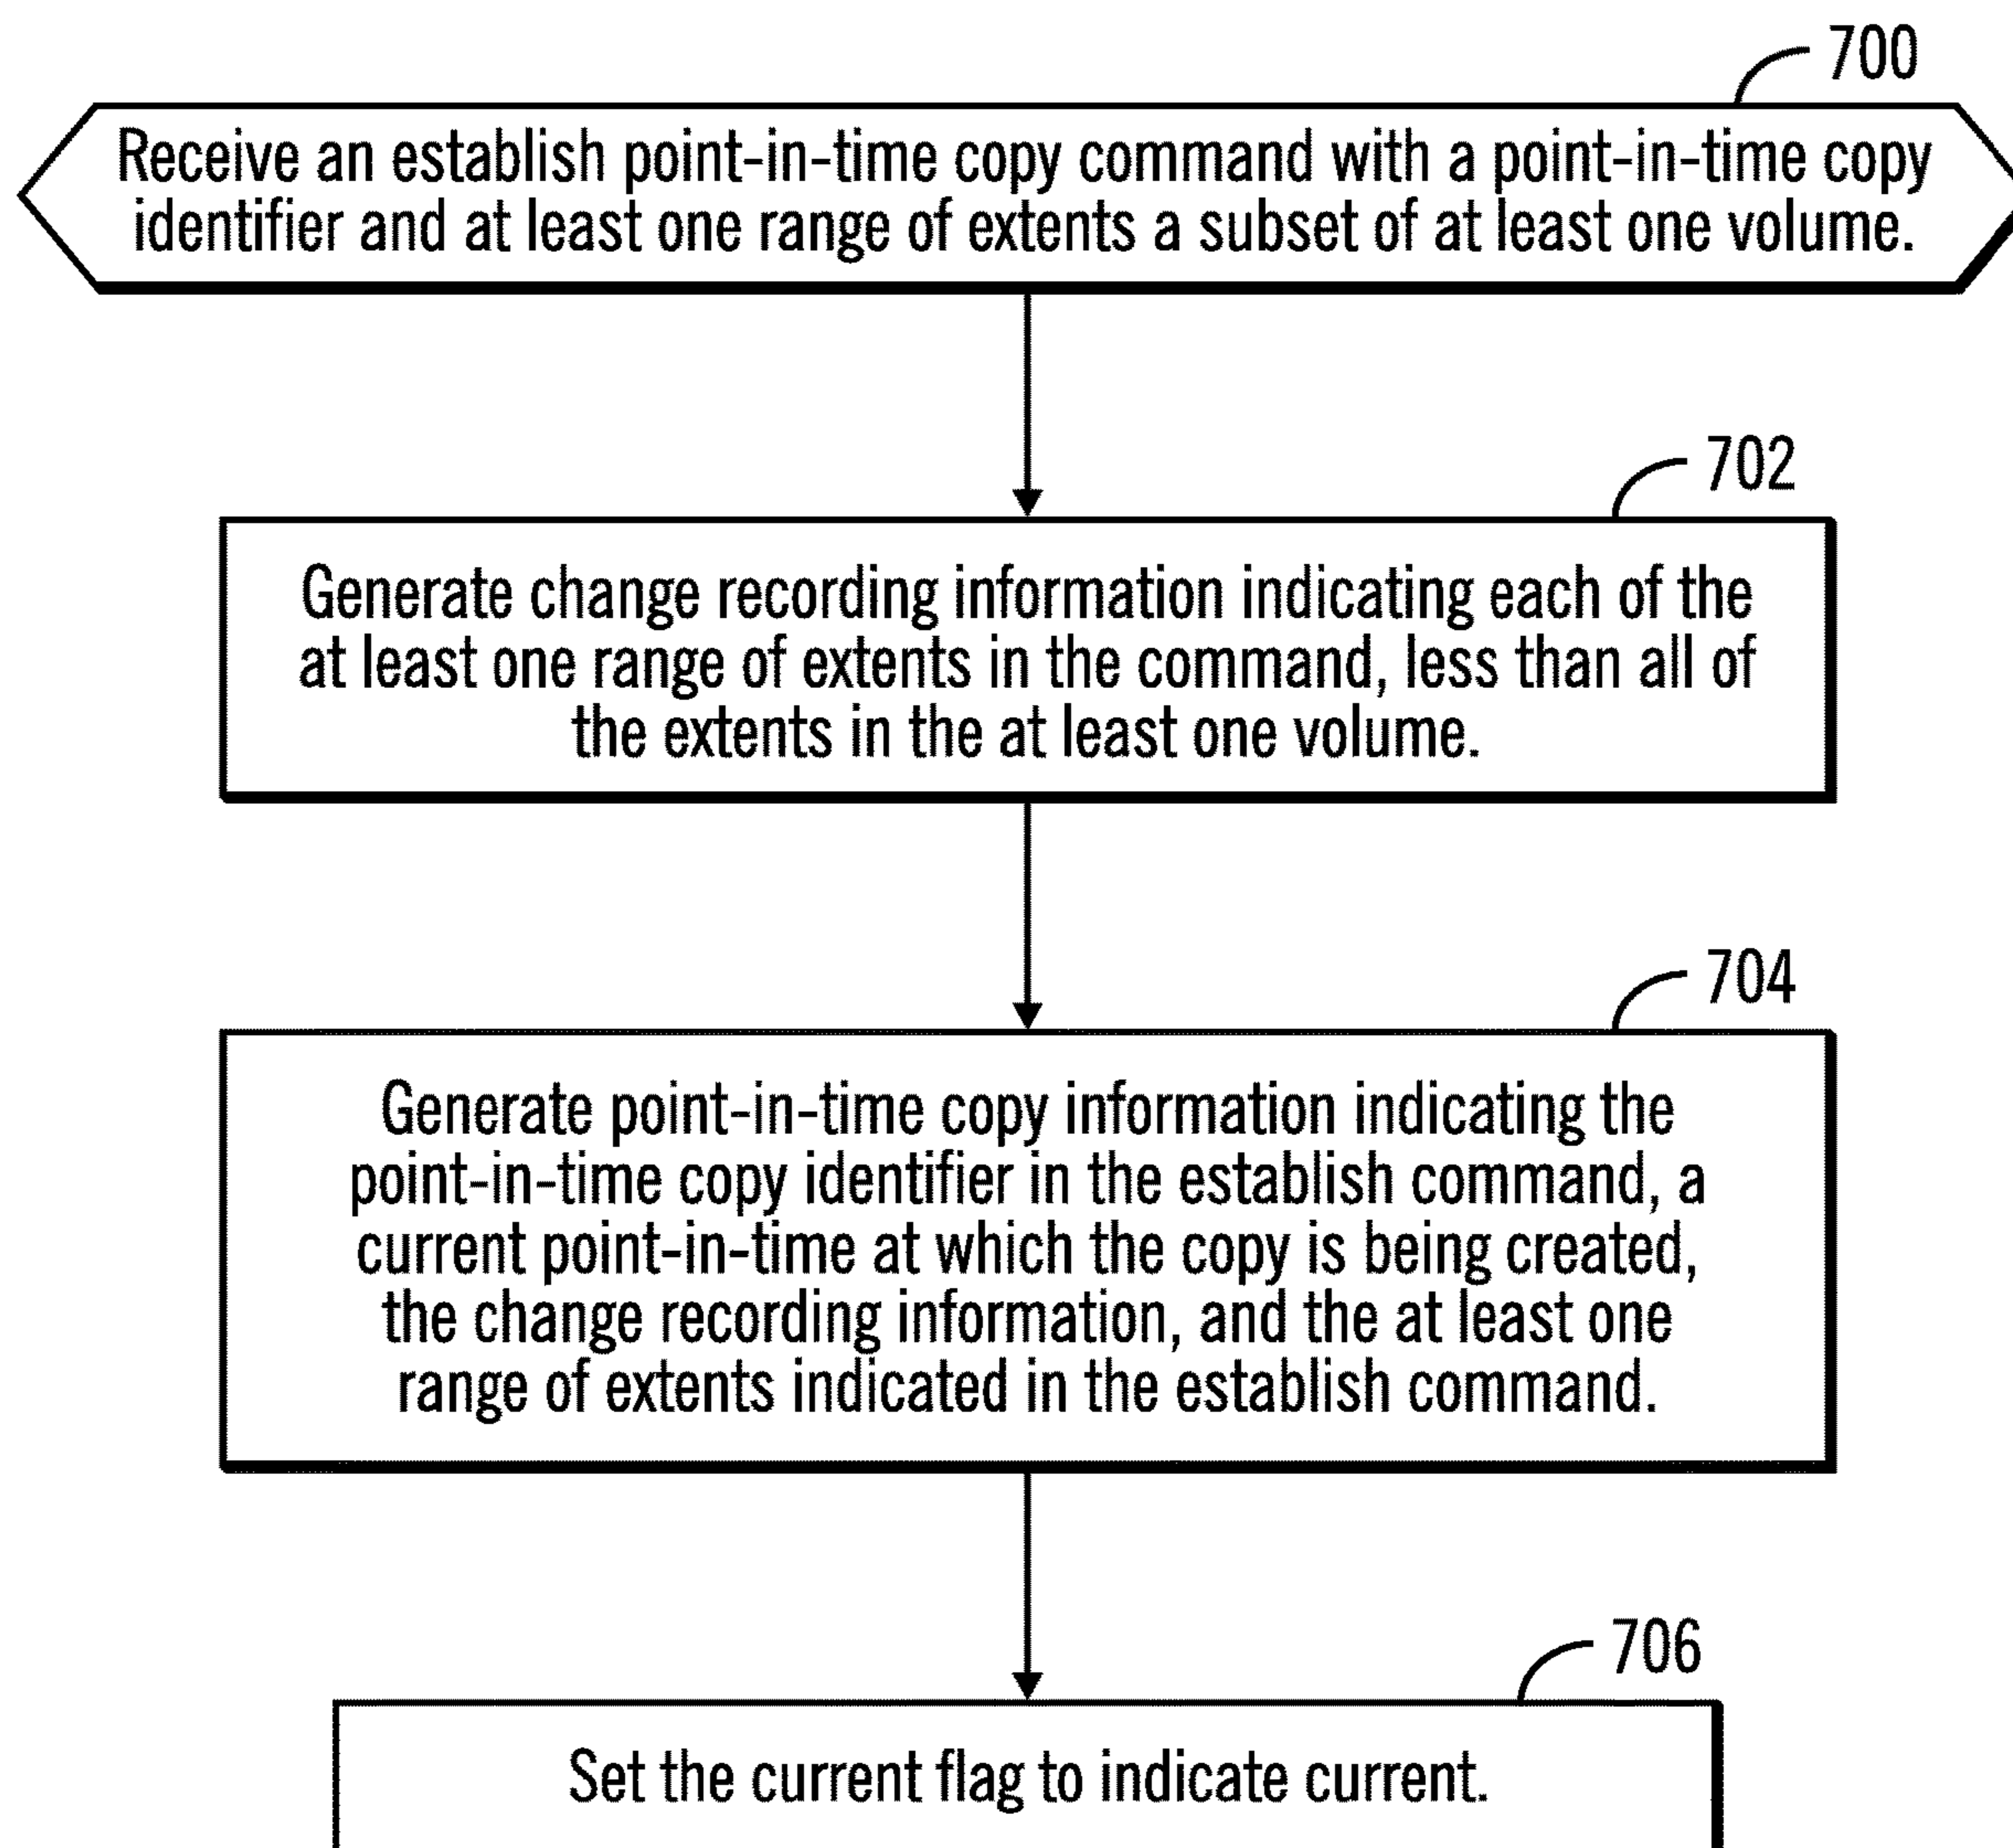 700
Receive an establish point-in-time copy command with a point-in-time copy
identifier and at least one range of extents a subset of at least one volume.
702
Generate change recording information indicating each of the
at least one range of extents in the command, less than all of
the extents in the at least one volume.
704
Generate point-in-time copy information indicating the
point-in-time copy identifier in the establish command, a
current point-in-time at which the copy is being created,
the change recording information, and the at least one
range of extents indicated in the establish command.
706
Set the current flag to indicate current.